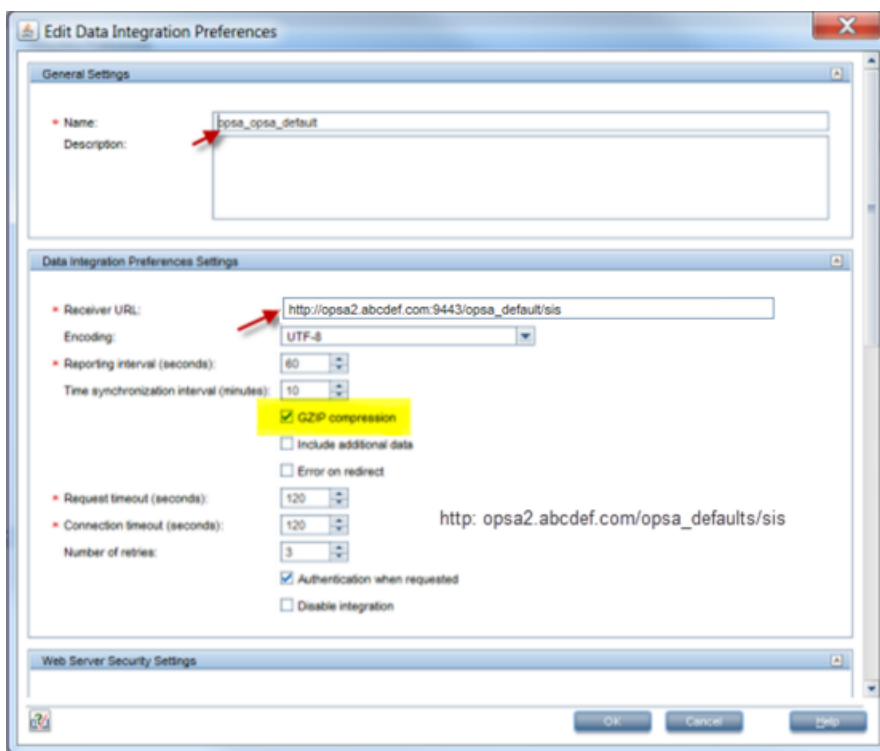 Edit Data Integration Preferences
General Settings
* Name: opsa_opsa_default
Description:
Data Integration Preferences Settings
* Receiver URL: http://opsa2.abcdef.com:9443/opsa_default/sis
Encoding: UTF-8
* Reporting interval (seconds): 60
Time synchronization interval (minutes): 10
GZIP compression
Include additional data
Error on redirect
* Request timeout (seconds): 120
* Connection timeout (seconds): 120
http: opsa2.abcdef.com/opsa_defaults/sis
Number of retries: 3
Authentication when requested
Disable integration
Web Server Security Settings
OK Cancel Help